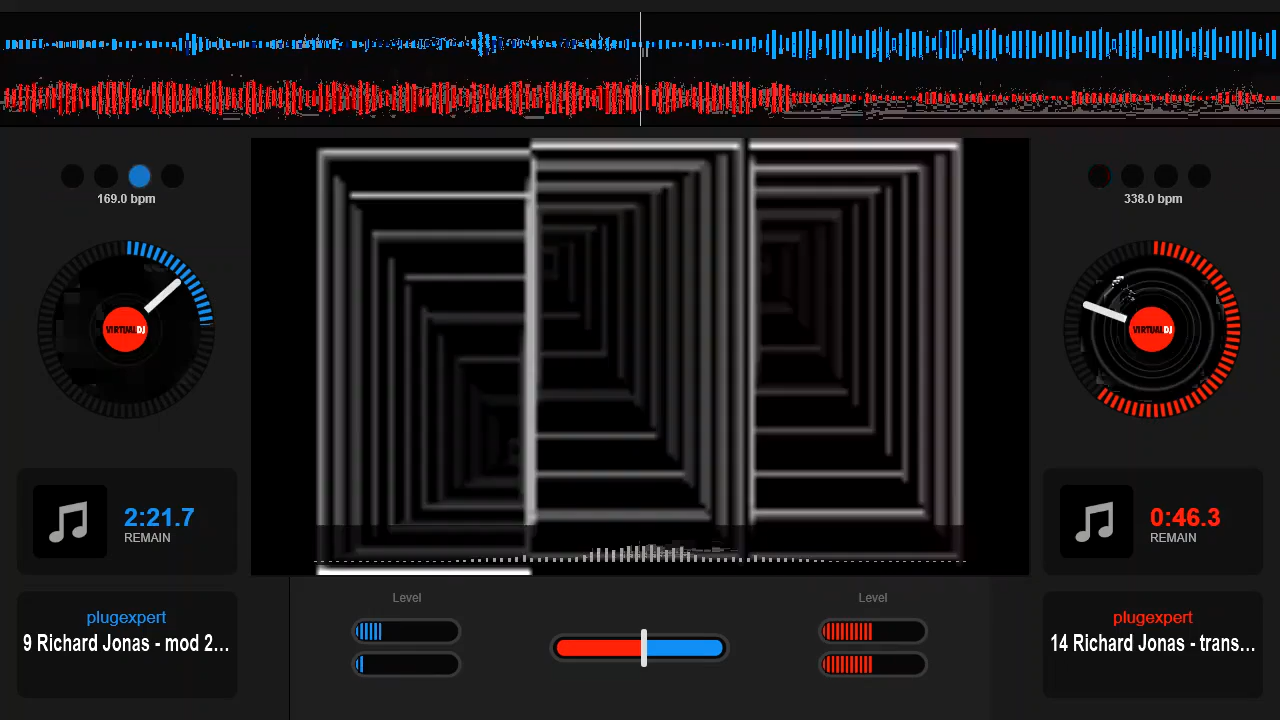 169.0 bpm
338.0 bpm
VIRTUALDJ
VIRTUALDJ
2:21.7
REMAIN
0:46.3
REMAIN
Level
Level
plugexpert
9 Richard Jonas - mod 2...
plugexpert
14 Richard Jonas - trans...